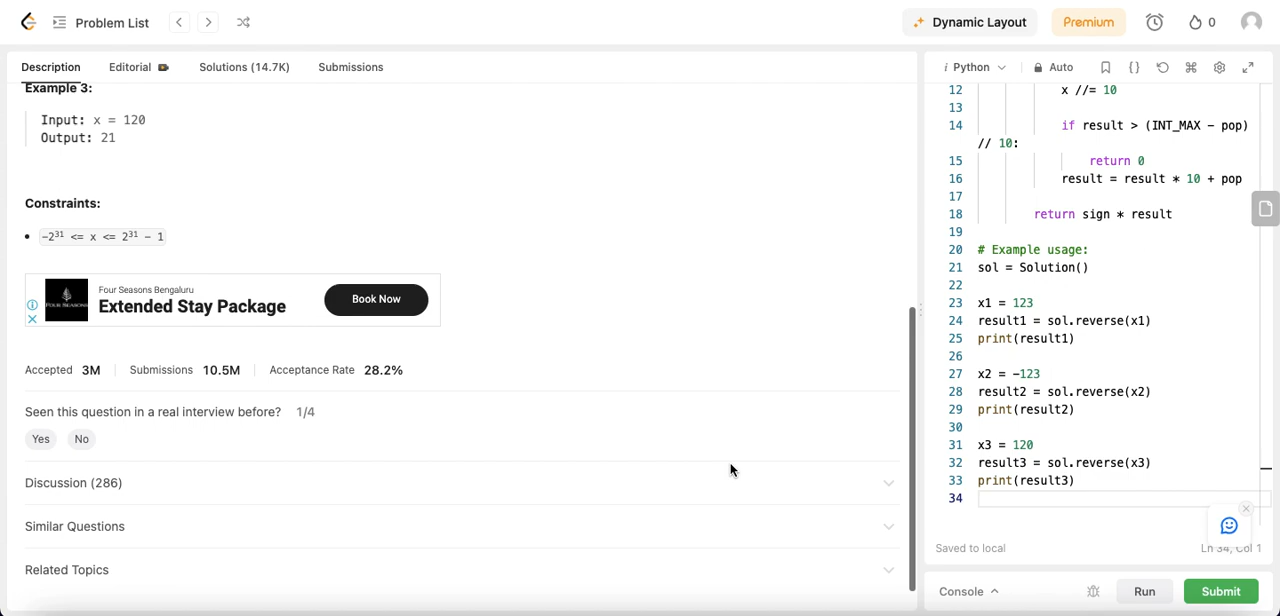 Problem List
Dynamic Layout
Premium
0
Description
Editorial
Solutions (14.7K)
Submissions
Example 3:
Input: x = 120
Output: 21
Constraints:
-2³¹ <= x <= 2³¹ - 1
Four Seasons Bengaluru
Extended Stay Package
Book Now
FOUR SEASONS
Accepted 3M
Submissions 10.5M
Acceptance Rate 28.2%
Seen this question in a real interview before? 1/4
Yes
No
Discussion (286)
Similar Questions
Related Topics
i Python
Auto
12 x //= 10
13
14 if result > (INT_MAX - pop)
// 10:
15 return 0
16 result = result * 10 + pop
17
18 return sign * result
19
20 # Example usage:
21 sol = Solution()
22
23 x1 = 123
24 result1 = sol.reverse(x1)
25 print(result1)
26
27 x2 = -123
28 result2 = sol.reverse(x2)
29 print(result2)
30
31 x3 = 120
32 result3 = sol.reverse(x3)
33 print(result3)
34
Saved to local
Ln 34, Col 1
Console
Run
Submit